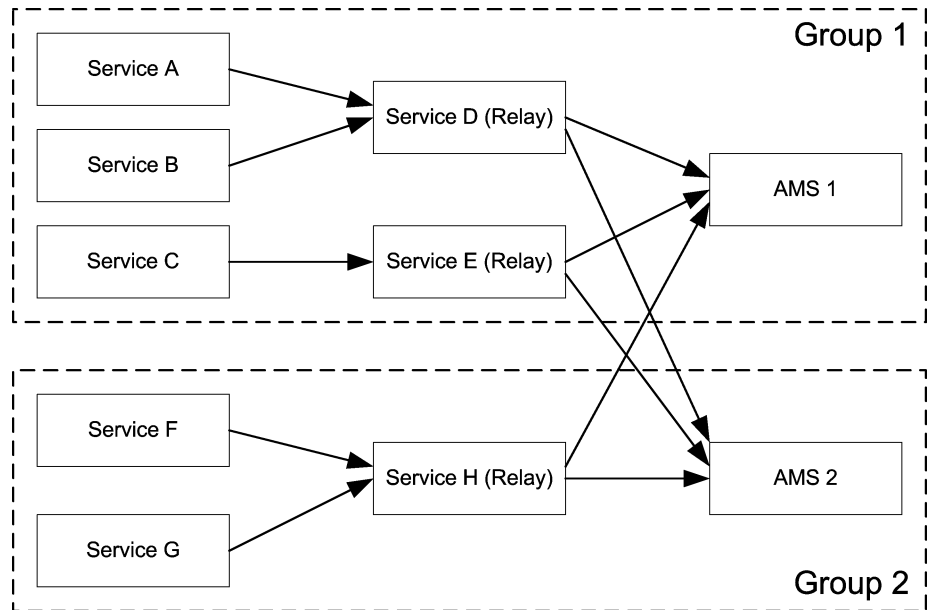 Group 1
Service A
Service D (Relay)
Service B
AMS 1
Service C
Service E (Relay)
Service F
Service H (Relay)
AMS 2
Service G
Group 2